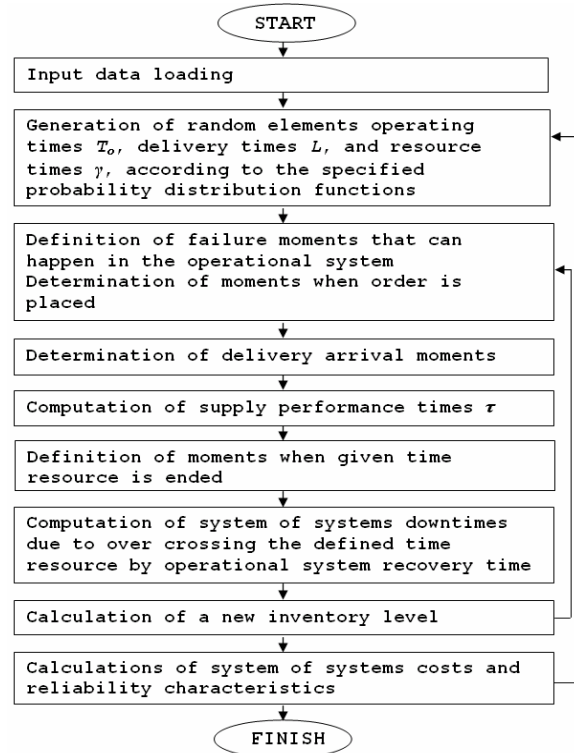 START
Input data loading
Generation of random elements operating
times To, delivery times L, and resource
times γ, according to the specified
probability distribution functions
Definition of failure moments that can
happen in the operational system
Determination of moments when order is
placed
Determination of delivery arrival moments
Computation of supply performance times τ
Definition of moments when given time
resource is ended
Computation of system of systems downtimes
due to over crossing the defined time
resource by operational system recovery time
Calculation of a new inventory level
Calculations of system of systems costs and
reliability characteristics
FINISH